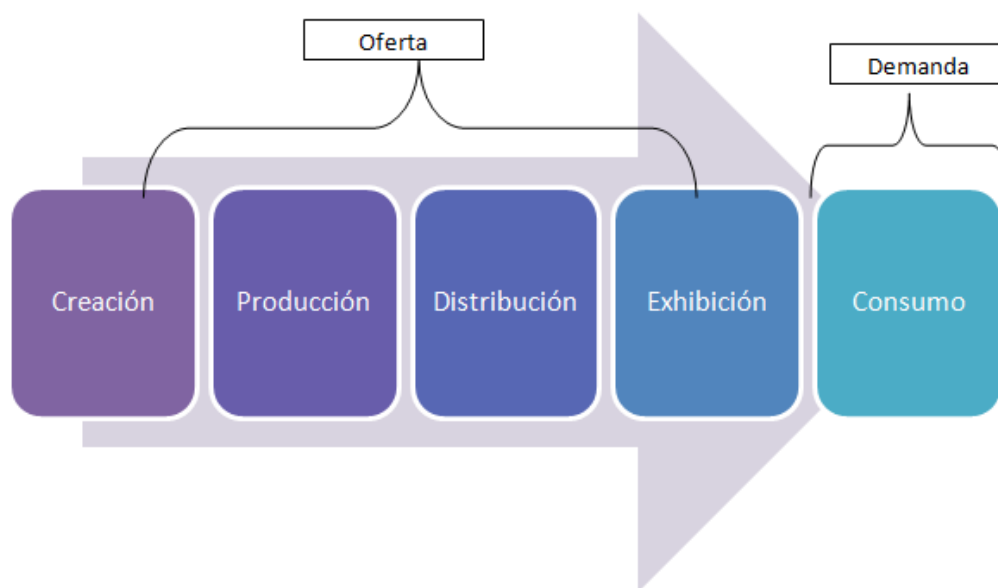 Oferta
Demanda
Creación
Producción
Distribución
Exhibición
Consumo